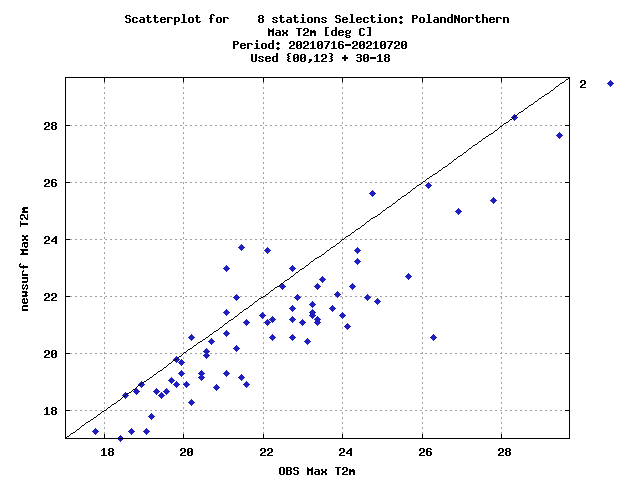 Scatterplot for    8 stations Selection: PolandNorthern
Max T2m [deg C]
Period: 20210716-20210720
Used {00,12} + 30-18
2
28
26
24
22
20
18
newsurf Max T2m
18 20 22 24 26 28
OBS Max T2m